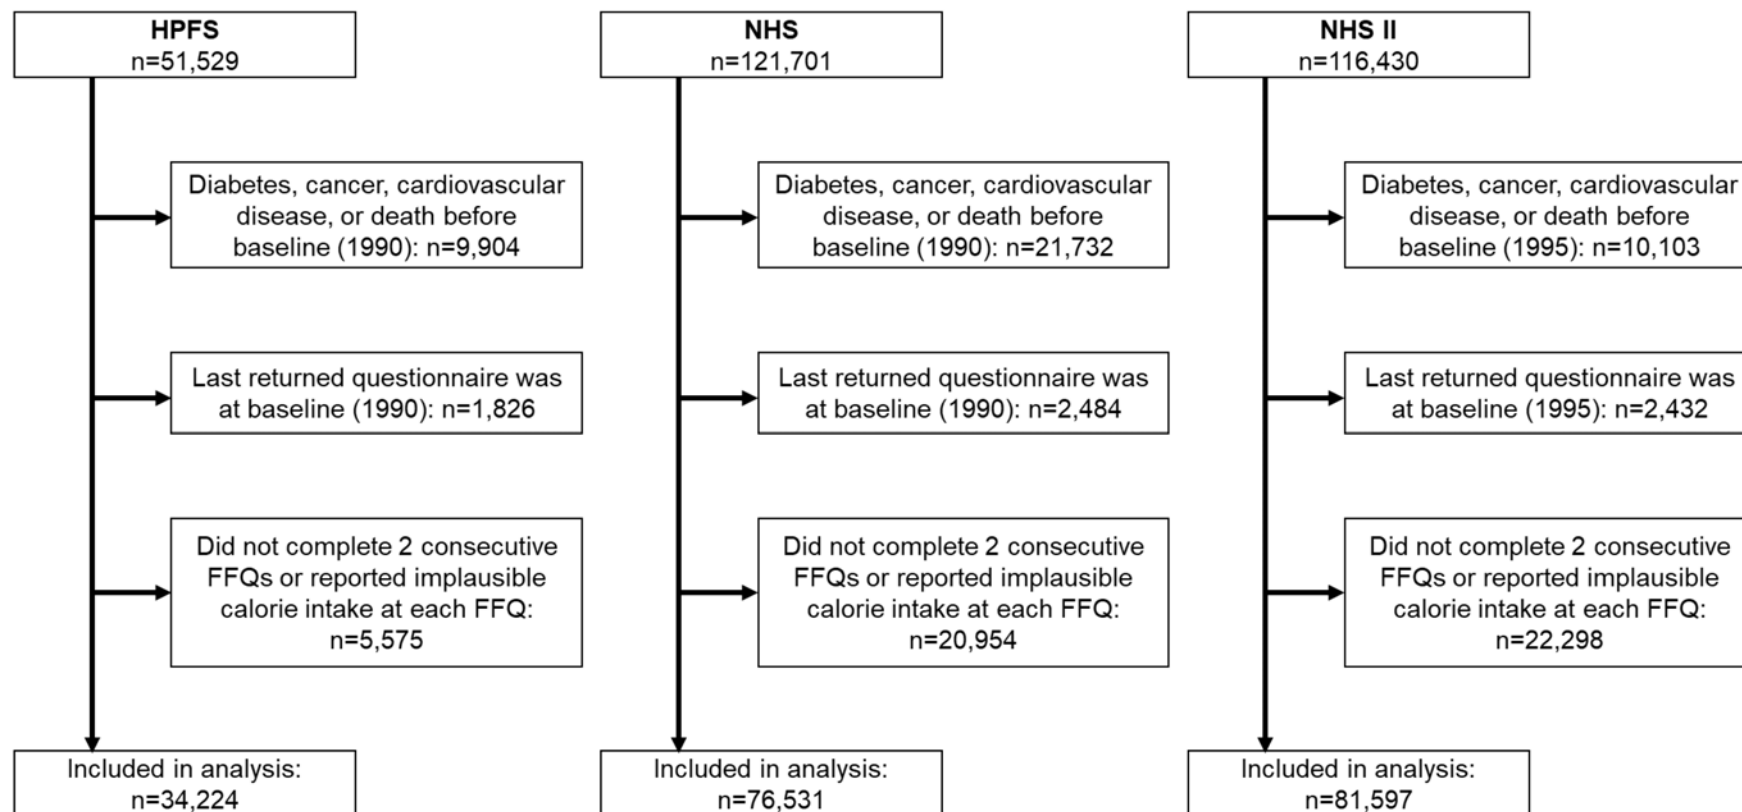 HPFS
n=51,529
Diabetes, cancer, cardiovascular
disease, or death before
baseline (1990): n=9,904
Last returned questionnaire was
at baseline (1990): n=1,826
Did not complete 2 consecutive
FFQs or reported implausible
calorie intake at each FFQ:
n=5,575
Included in analysis:
n=34,224
NHS
n=121,701
Diabetes, cancer, cardiovascular
disease, or death before
baseline (1990): n=21,732
Last returned questionnaire was
at baseline (1990): n=2,484
Did not complete 2 consecutive
FFQs or reported implausible
calorie intake at each FFQ:
n=20,954
Included in analysis:
n=76,531
NHS II
n=116,430
Diabetes, cancer, cardiovascular
disease, or death before
baseline (1995): n=10,103
Last returned questionnaire was
at baseline (1995): n=2,432
Did not complete 2 consecutive
FFQs or reported implausible
calorie intake at each FFQ:
n=22,298
Included in analysis:
n=81,597